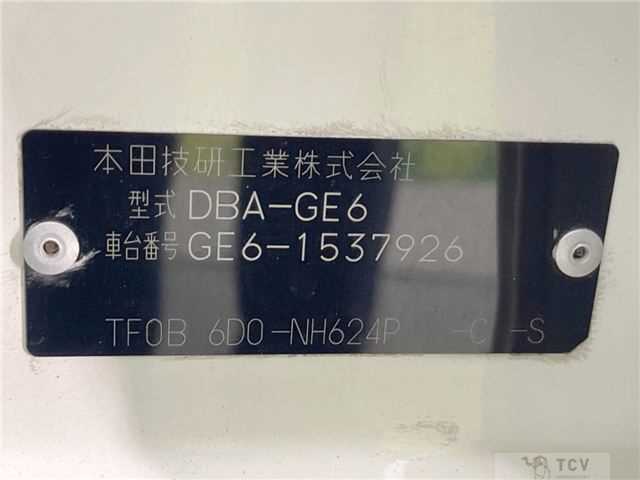 本田技研工業株式会社
型式 DBA-GE6
車台番号 GE6-1537926
TF0B 6D0-NH624P -C -S
TCV